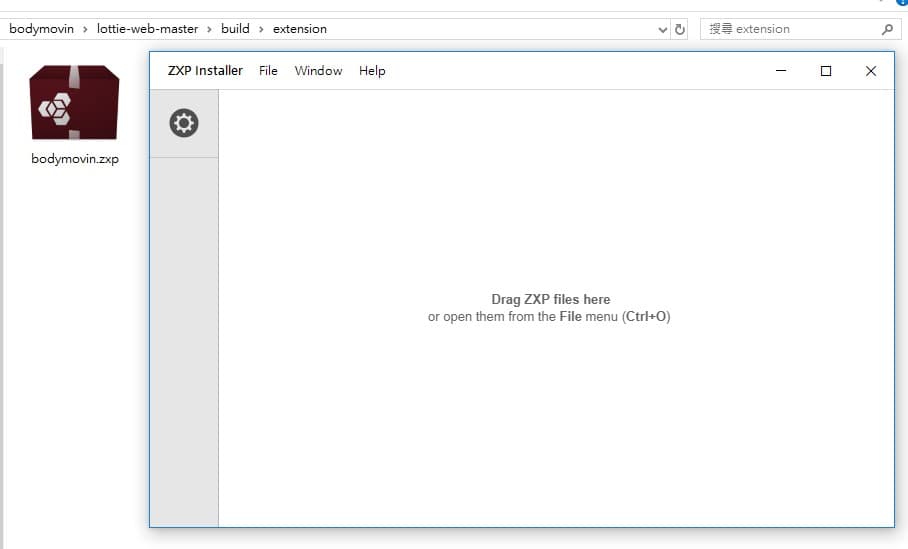 bodymovin › lottie-web-master › build › extension
搜尋 extension
bodymovin.zxp
ZXP Installer File Window Help
Drag ZXP files here
or open them from the File menu (Ctrl+O)